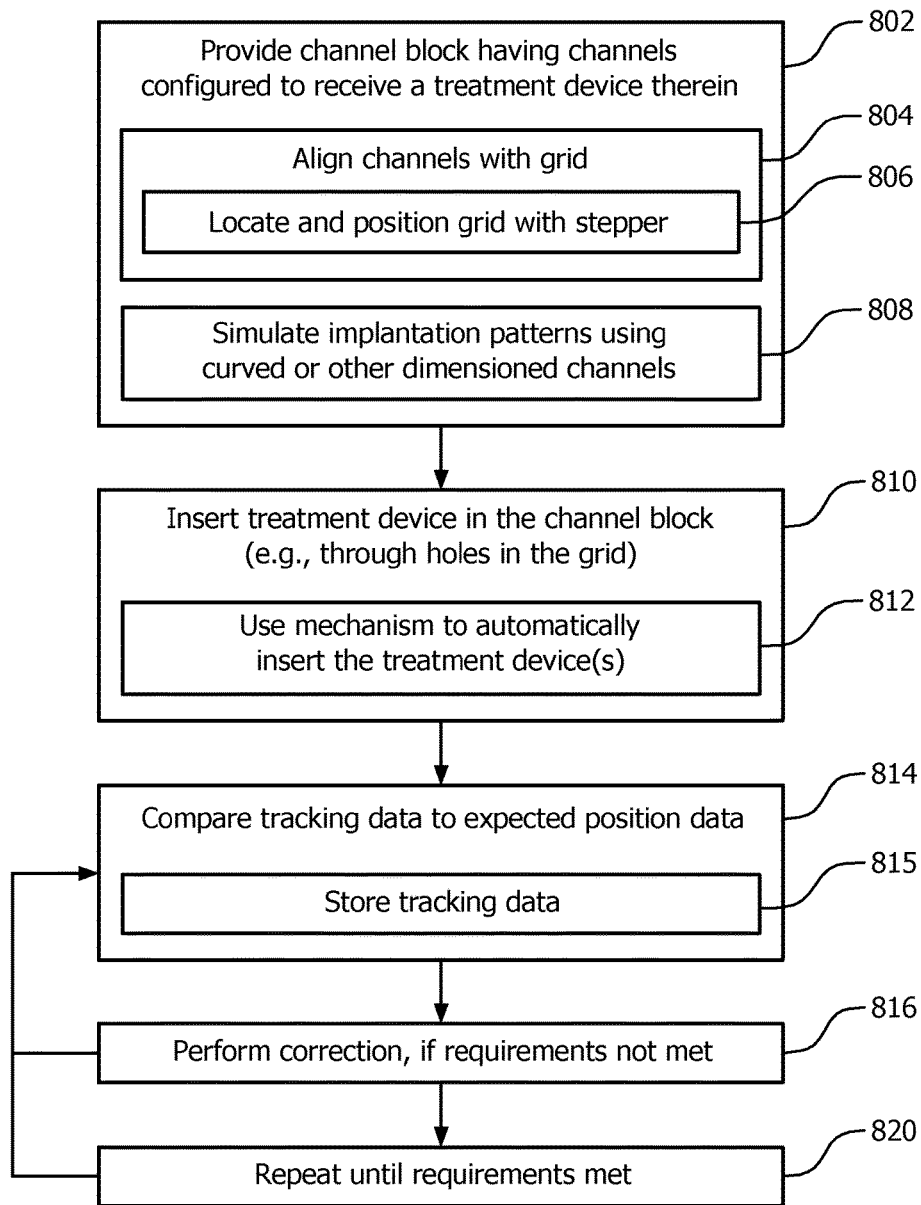 802
Provide channel block having channels
configured to receive a treatment device therein
804
Align channels with grid
806
Locate and position grid with stepper
808
Simulate implantation patterns using
curved or other dimensioned channels
810
Insert treatment device in the channel block
(e.g., through holes in the grid)
812
Use mechanism to automatically
insert the treatment device(s)
814
Compare tracking data to expected position data
815
Store tracking data
816
Perform correction, if requirements not met
820
Repeat until requirements met